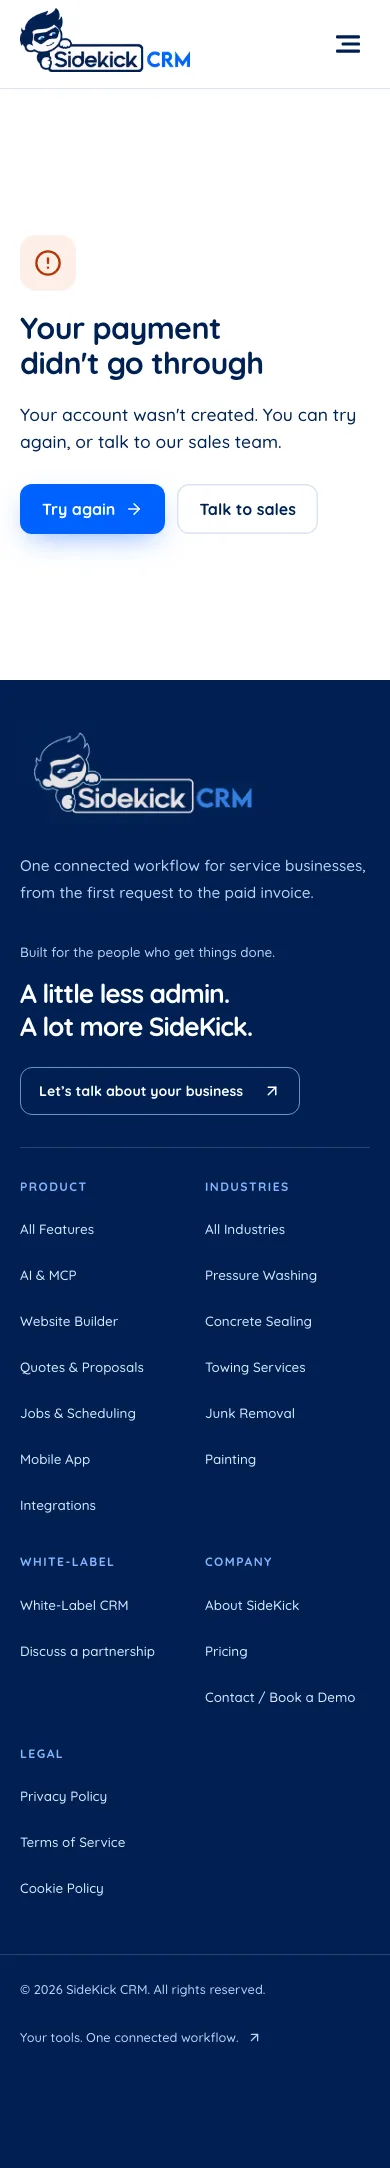 Sidekick CRM
Your payment
didn't go through
Your account wasn't created. You can try
again, or talk to our sales team.
Try again
Talk to sales
Sidekick CRM
One connected workflow for service businesses,
from the first request to the paid invoice.
Built for the people who get things done.
A little less admin.
A lot more SideKick.
Let’s talk about your business
PRODUCT
All Features
AI & MCP
Website Builder
Quotes & Proposals
Jobs & Scheduling
Mobile App
Integrations
INDUSTRIES
All Industries
Pressure Washing
Concrete Sealing
Towing Services
Junk Removal
Painting
WHITE-LABEL
White-Label CRM
Discuss a partnership
COMPANY
About SideKick
Pricing
Contact / Book a Demo
LEGAL
Privacy Policy
Terms of Service
Cookie Policy
© 2026 SideKick CRM. All rights reserved.
Your tools. One connected workflow.